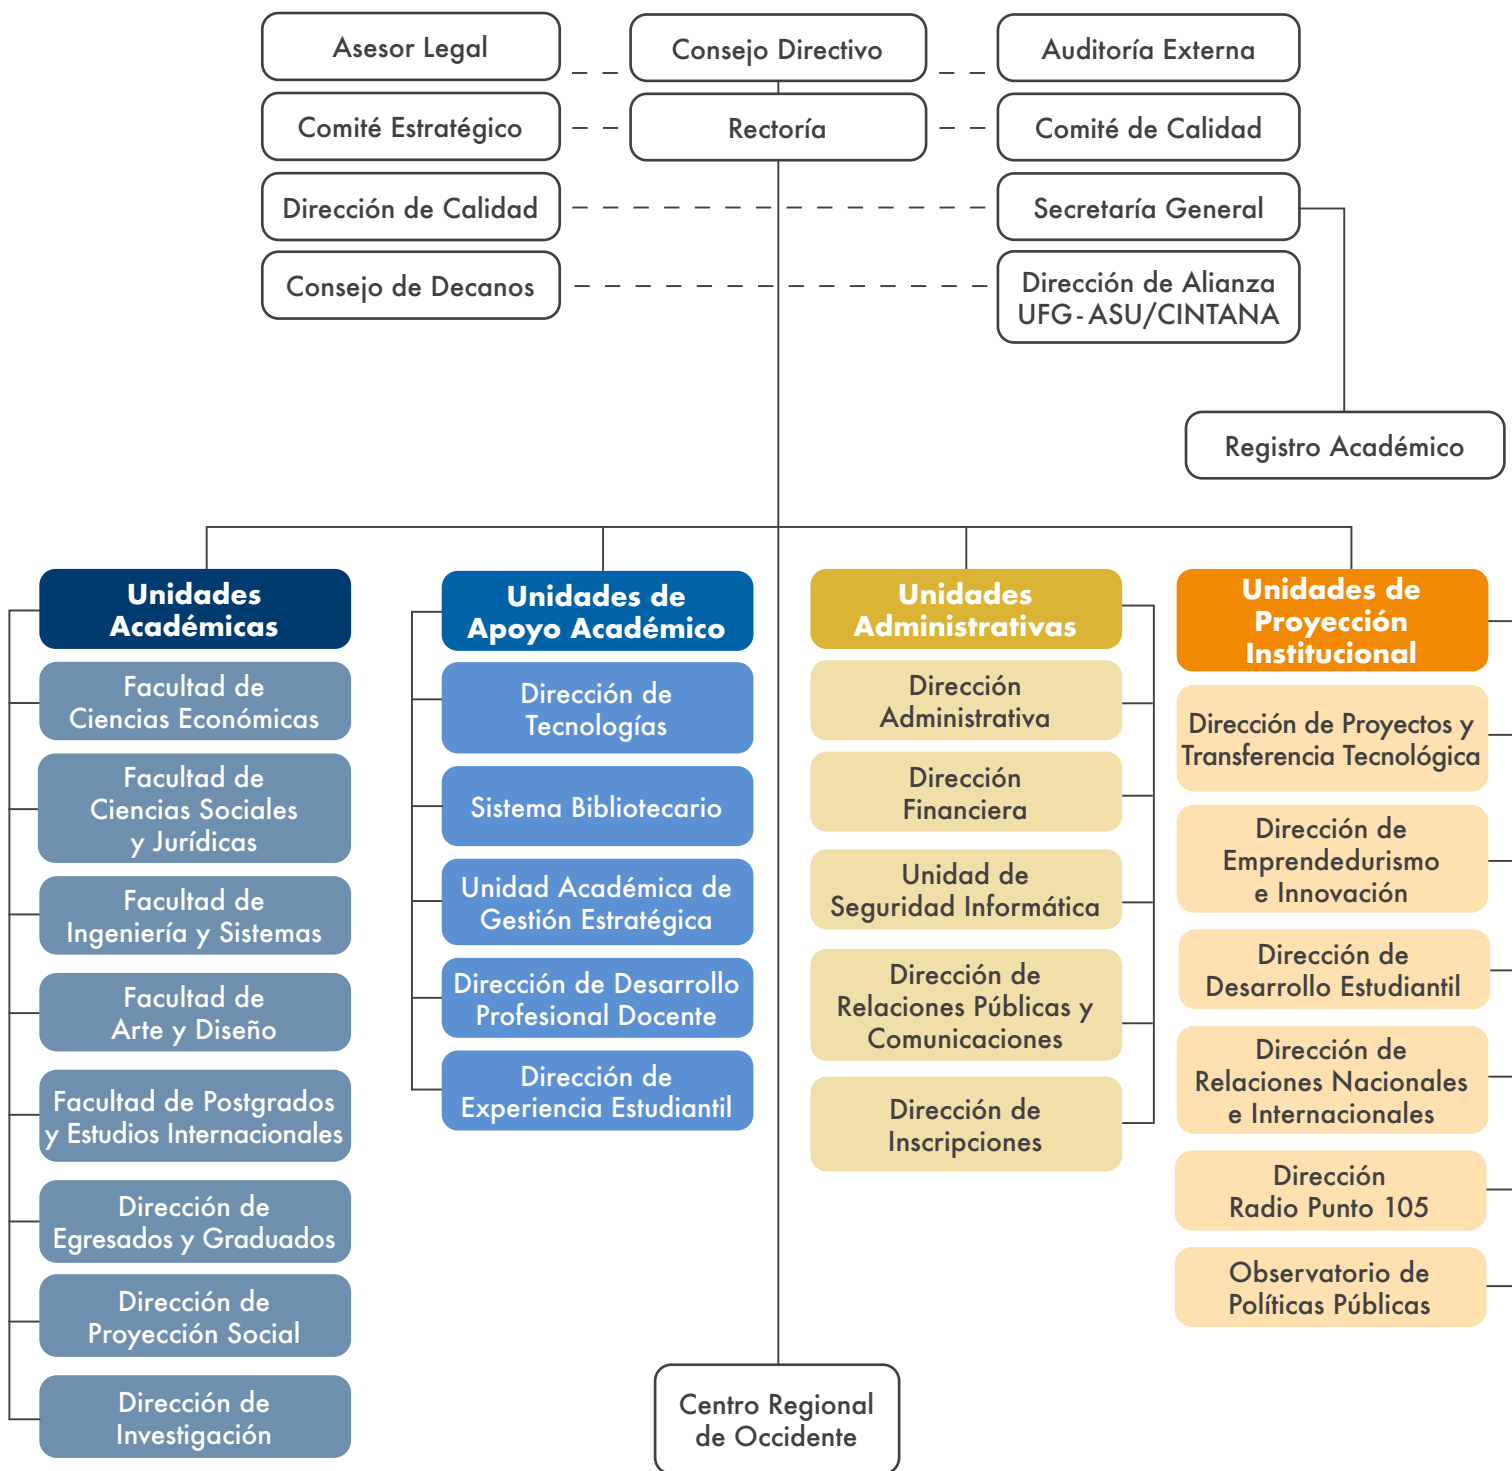 Asesor Legal
Consejo Directivo
Auditoría Externa
Comité Estratégico
Rectoría
Comité de Calidad
Dirección de Calidad
Secretaría General
Consejo de Decanos
Dirección de Alianza
UFG-ASU/CINTANA
Registro Académico
Unidades
Académicas
Facultad de
Ciencias Económicas
Facultad de
Ciencias Sociales
y Jurídicas
Facultad de
Ingeniería y Sistemas
Facultad de
Arte y Diseño
Facultad de Postgrados
y Estudios Internacionales
Dirección de
Egresados y Graduados
Dirección de
Proyección Social
Dirección de
Investigación
Unidades de
Apoyo Académico
Dirección de
Tecnologías
Sistema Bibliotecario
Unidad Académica de
Gestión Estratégica
Dirección de Desarrollo
Profesional Docente
Dirección de
Experiencia Estudiantil
Unidades
Administrativas
Dirección
Administrativa
Dirección
Financiera
Unidad de
Seguridad Informática
Dirección de
Relaciones Públicas y
Comunicaciones
Dirección de
Inscripciones
Unidades de
Proyección
Institucional
Dirección de Proyectos y
Transferencia Tecnológica
Dirección de
Emprendedurismo
e Innovación
Dirección de
Desarrollo Estudiantil
Dirección de
Relaciones Nacionales
e Internacionales
Dirección
Radio Punto 105
Observatorio de
Políticas Públicas
Centro Regional
de Occidente